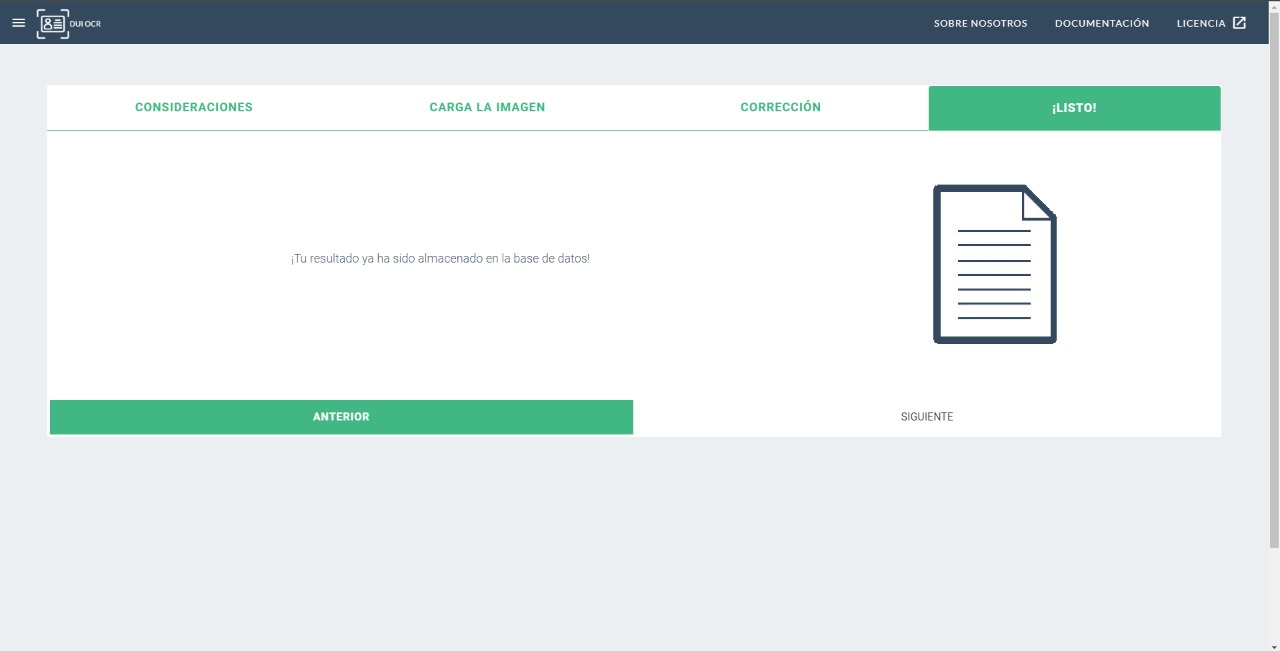 DUI OCR
SOBRE NOSOTROS
DOCUMENTACIÓN
LICENCIA
CONSIDERACIONES
CARGA LA IMAGEN
CORRECCIÓN
¡LISTO!
¡Tu resultado ya ha sido almacenado en la base de datos!
ANTERIOR
SIGUIENTE